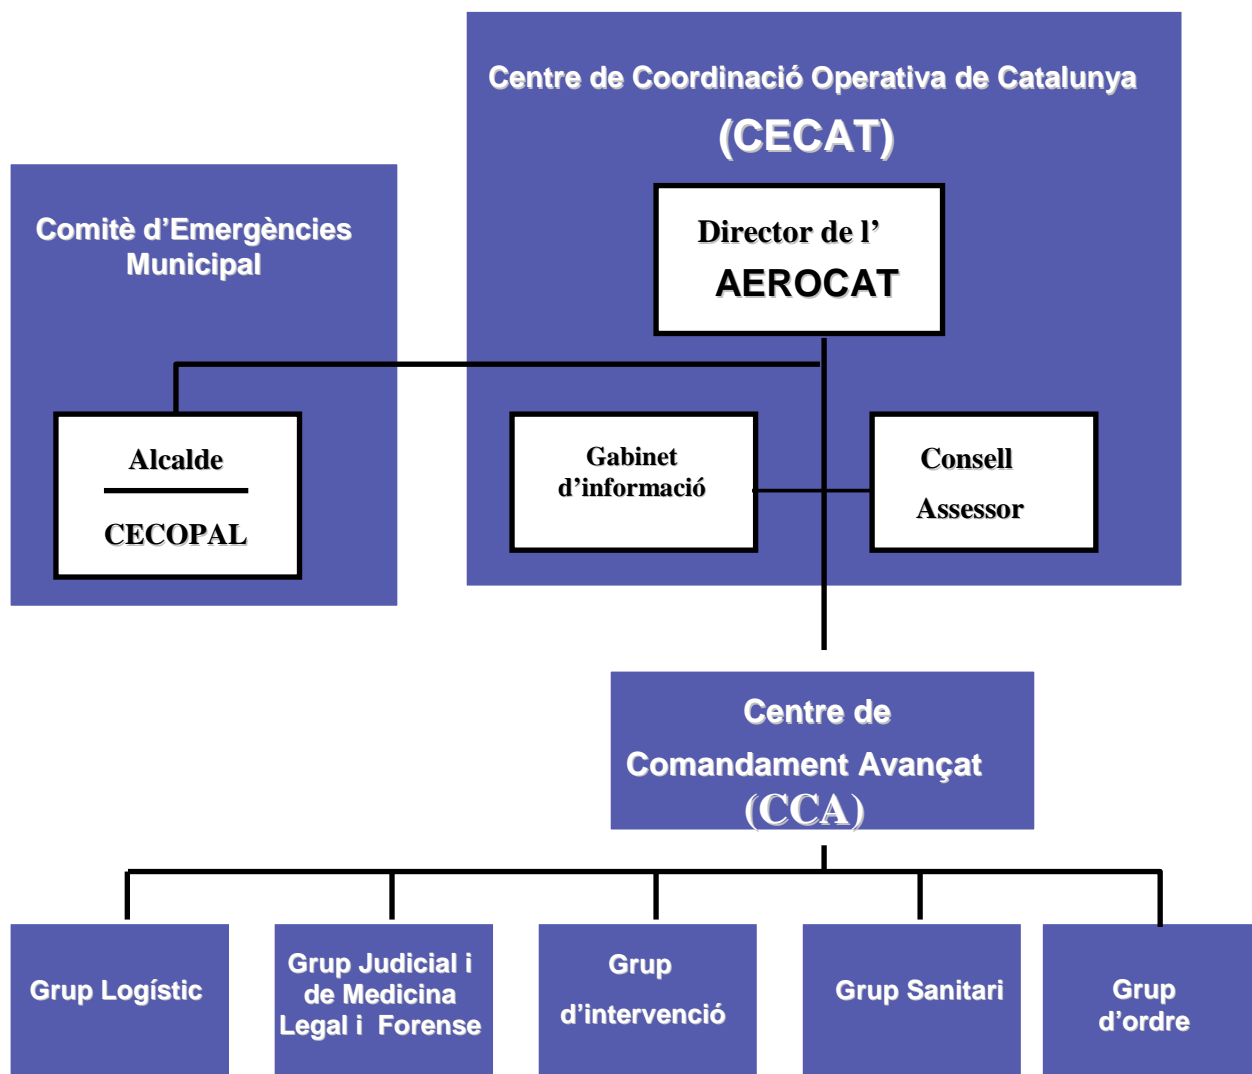 Centre de Coordinació Operativa de Catalunya
(CECAT)
Director de l’
AEROCAT
Comitè d’Emergències
Municipal
Alcalde
CECOPAL
Gabinet
d’informació
Consell
Assessor
Centre de
Comandament Avançat
(CCA)
Grup Logístic
Grup Judicial i
de Medicina
Legal i Forense
Grup
d’intervenció
Grup Sanitari
Grup
d’ordre